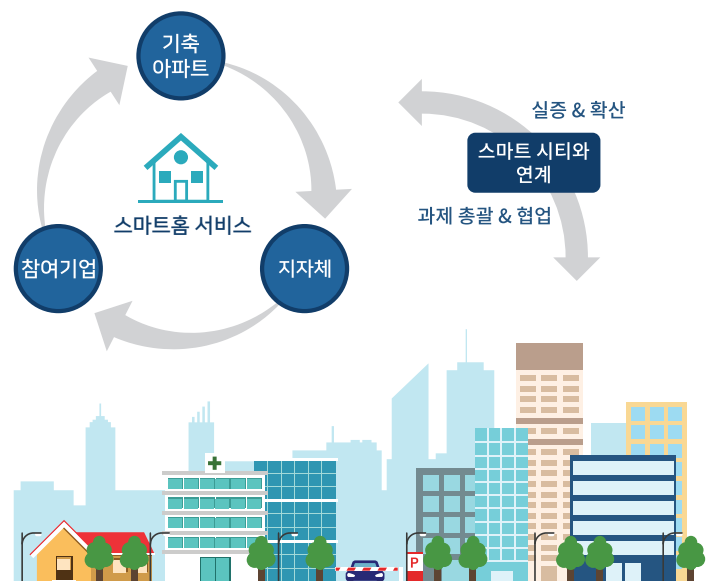 기축
아파트
실증 & 확산
스마트 시티와
연계
과제 총괄 & 협업
스마트홈 서비스
참여기업
지자체
P